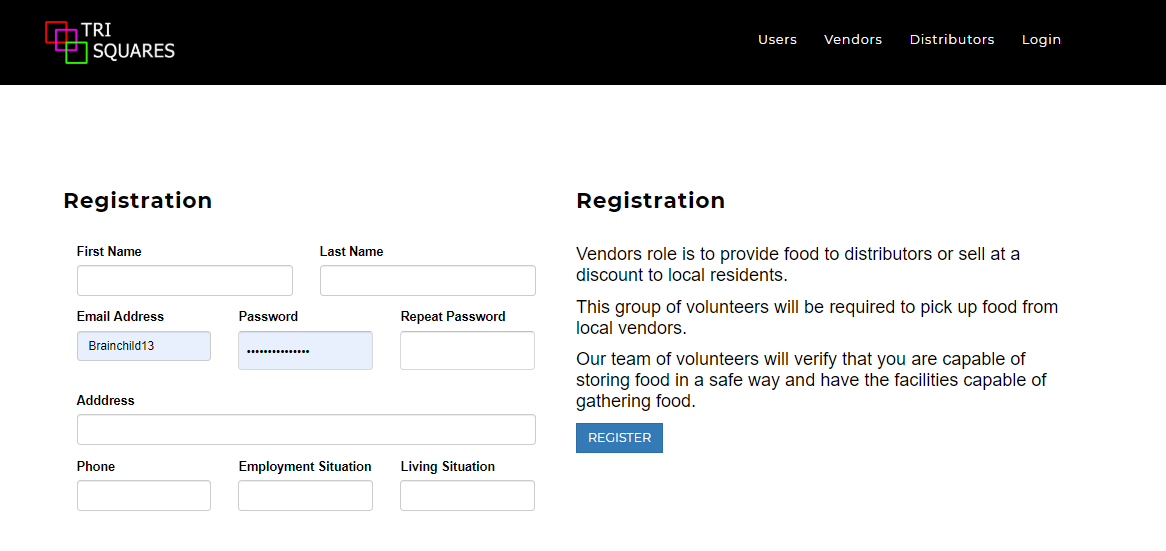 TRI
SQUARES
Users Vendors Distributors Login
Registration
First Name Last Name
Email Address Password Repeat Password
Brainchild13 •••••••••••••••
Adddress
Phone Employment Situation Living Situation
Registration
Vendors role is to provide food to distributors or sell at a
discount to local residents.
This group of volunteers will be required to pick up food from
local vendors.
Our team of volunteers will verify that you are capable of
storing food in a safe way and have the facilities capable of
gathering food.
REGISTER